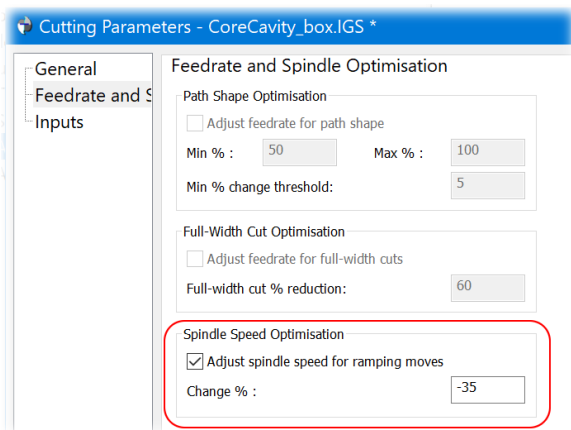 Cutting Parameters - CoreCavity_box.IGS *
General
Feedrate and S
Inputs
Feedrate and Spindle Optimisation
Path Shape Optimisation
Adjust feedrate for path shape
Min % : 50 Max % : 100
Min % change threshold: 5
Full-Width Cut Optimisation
Adjust feedrate for full-width cuts
Full-width cut % reduction: 60
Spindle Speed Optimisation
Adjust spindle speed for ramping moves
Change % : -35